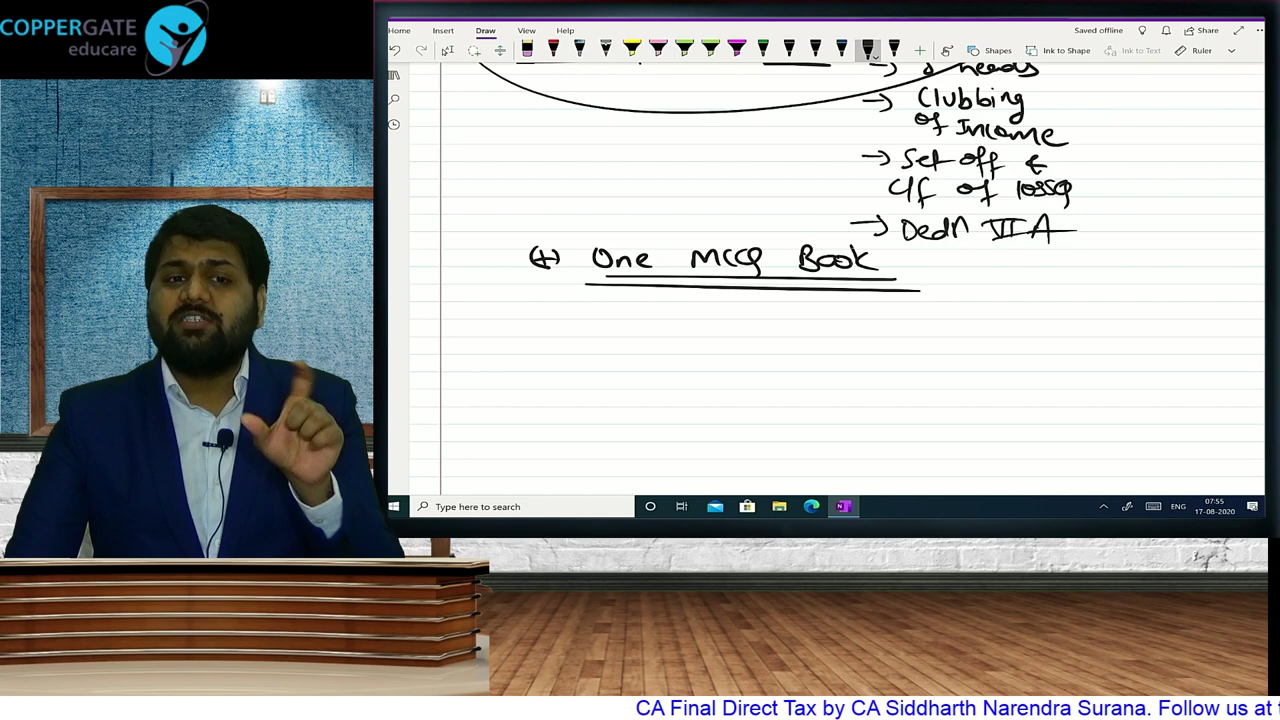 COPPERGATE
educare
Home Insert Draw View Help
Saved offline
Share
Shapes
Ink to Shape
Ink to Text
Ruler
heads
→ Clubbing
of Income
→ Set off &
C/f of losses
→ Dedn VI A
(+) One MCQ Book
Type here to search
ENG
07:55
17-08-2020
CA Final Direct Tax by CA Siddharth Narendra Surana. Follow us at